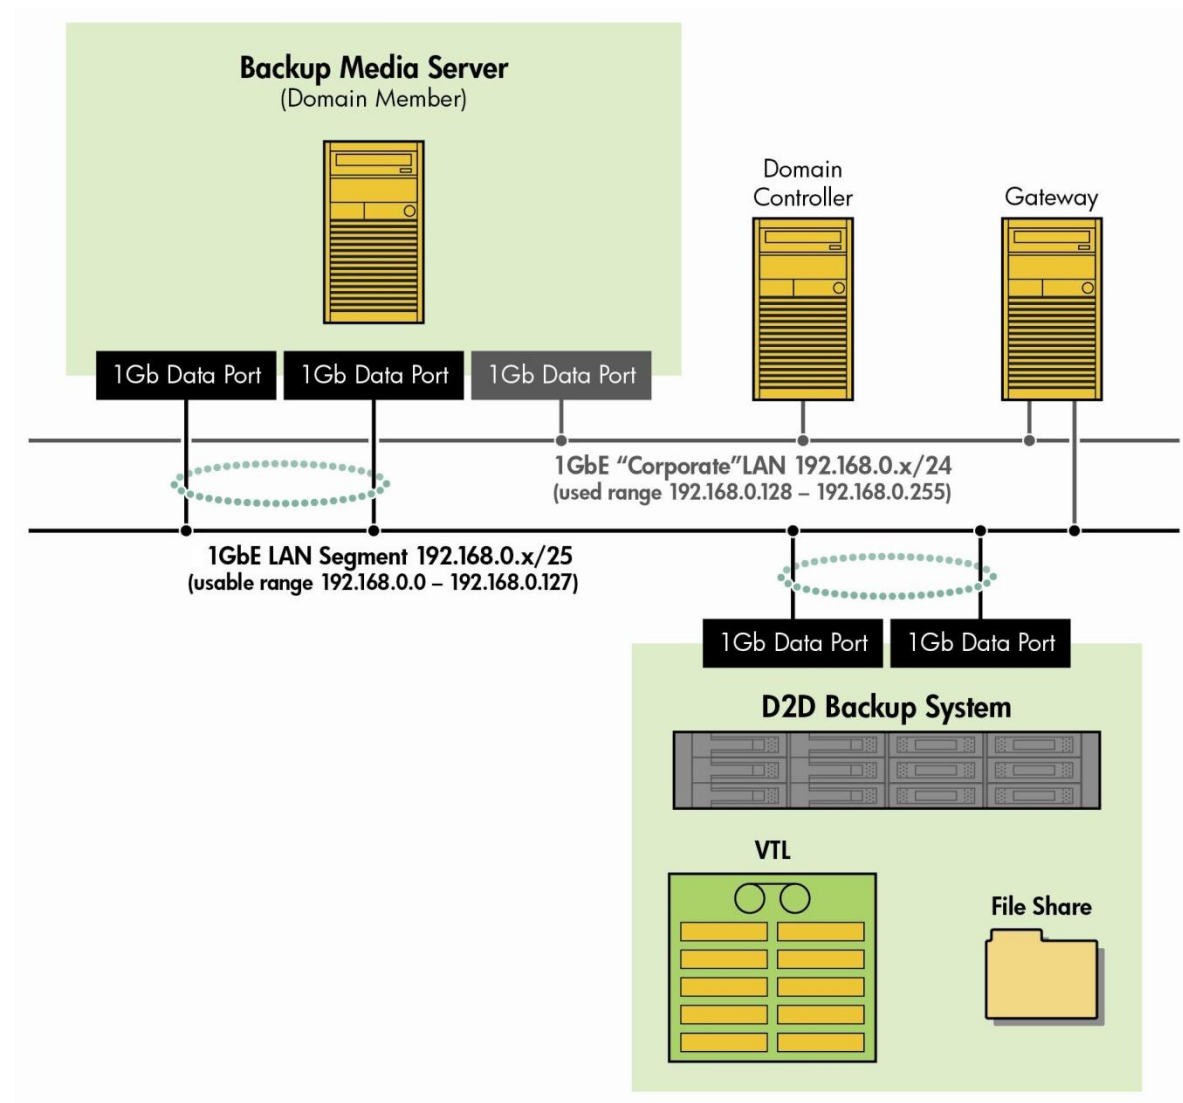 Backup Media Server
(Domain Member)
Domain
Controller
Gateway
1Gb Data Port
1Gb Data Port
1Gb Data Port
1GbE “Corporate”LAN 192.168.0.x/24
(used range 192.168.0.128 – 192.168.0.255)
1GbE LAN Segment 192.168.0.x/25
(usable range 192.168.0.0 – 192.168.0.127)
1Gb Data Port
1Gb Data Port
D2D Backup System
VTL
File Share